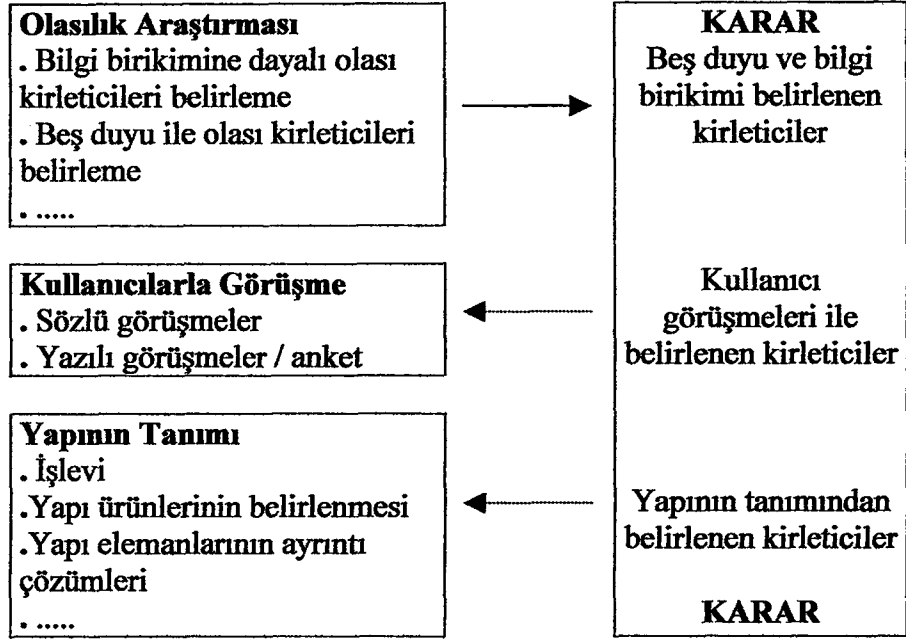 Olasılık Araştırması
. Bilgi birikimine dayalı olası
kirleticileri belirleme
. Beş duyu ile olası kirleticileri
belirleme
. .....
Kullanıcılarla Görüşme
. Sözlü görüşmeler
. Yazılı görüşmeler / anket
Yapının Tanımı
. İşlevi
.Yapı ürünlerinin belirlenmesi
.Yapı elemanlarının ayrıntı
çözümleri
. .....
KARAR
Beş duyu ve bilgi
birikimi belirlenen
kirleticiler
Kullanıcı
görüşmeleri ile
belirlenen kirleticiler
Yapının tanımından
belirlenen kirleticiler
KARAR